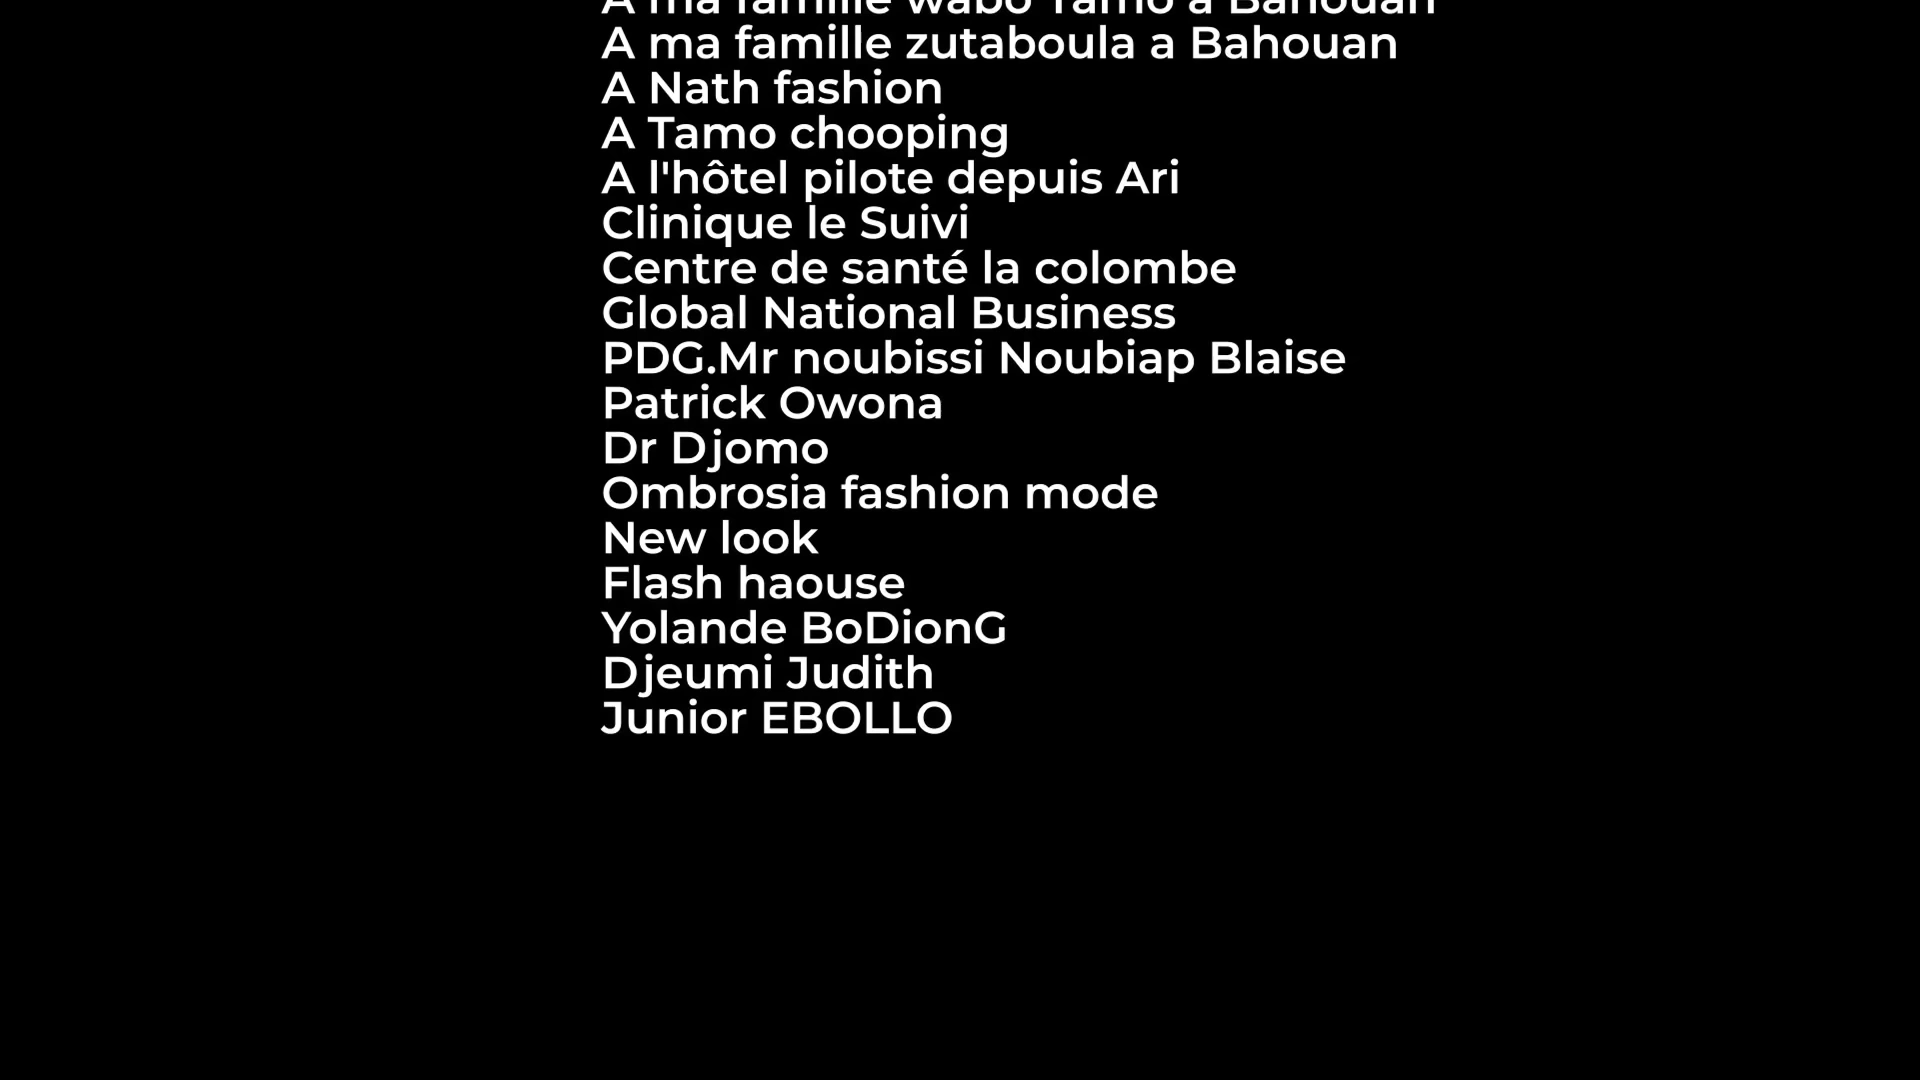 A ma famille wabo Tamo a Bahouan
A ma famille zutaboula a Bahouan
A Nath fashion
A Tamo chooping
A l'hôtel pilote depuis Ari
Clinique le Suivi
Centre de santé la colombe
Global National Business
PDG.Mr noubissi Noubiap Blaise
Patrick Owona
Dr Djomo
Ombrosia fashion mode
New look
Flash haouse
Yolande BoDionG
Djeumi Judith
Junior EBOLLO